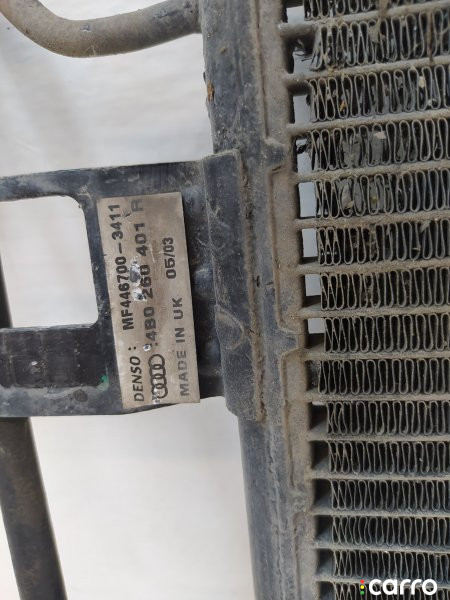 DENSO: MF446700-3411
4B0 260 401 R
MADE IN UK 05/03
carro